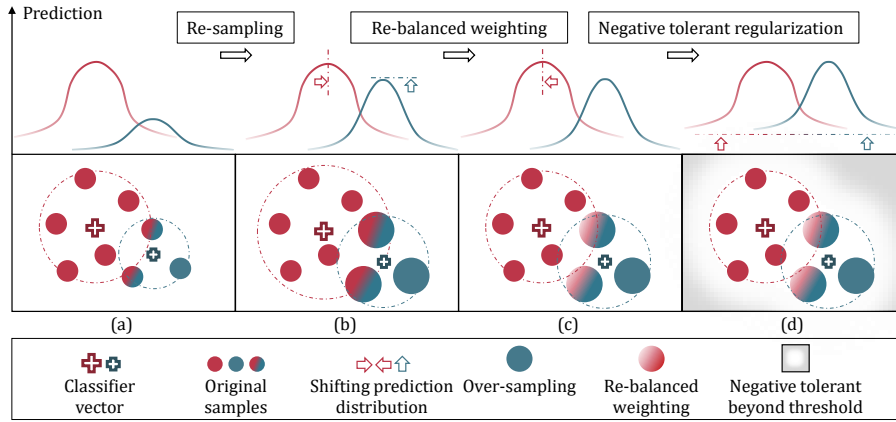 Prediction
Re-sampling
Re-balanced weighting
Negative tolerant regularization
(a)
(b)
(c)
(d)
Classifier
vector
Original
samples
Shifting prediction
distribution
Over-sampling
Re-balanced
weighting
Negative tolerant
beyond threshold